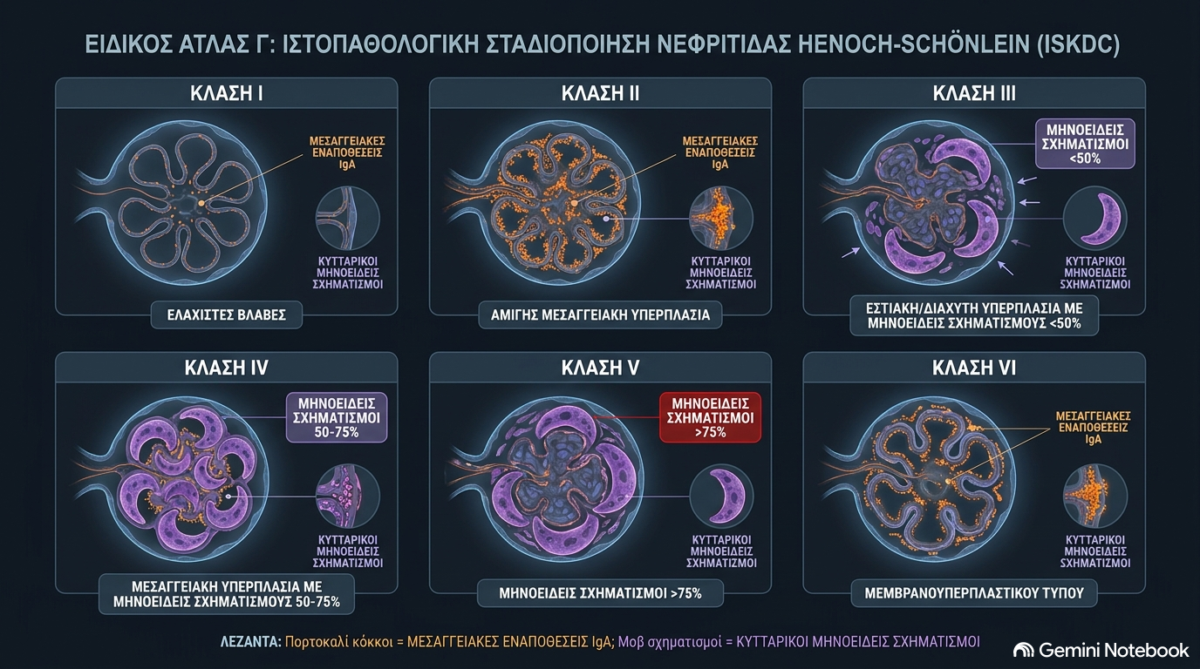 ΕΙΔΙΚΟΣ ΑΤΛΑΣ Γ: ΙΣΤΟΠΑΘΟΛΟΓΙΚΗ ΣΤΑΔΙΟΠΟΙΗΣΗ ΝΕΦΡΙΤΙΔΑΣ HENOCH-SCHÖNLEIN (ISKDC)
ΚΛΑΣΗ I
ΜΕΣΑΓΓΕΙΑΚΕΣ
ΕΝΑΠΟΘΕΣΕΙΣ
IgA
ΚΥΤΤΑΡΙΚΟΙ
ΜΗΝΟΕΙΔΕΙΣ
ΣΧΗΜΑΤΙΣΜΟΙ
ΕΛΑΧΙΣΤΕΣ ΒΛΑΒΕΣ
ΚΛΑΣΗ II
ΜΕΣΑΓΓΕΙΑΚΕΣ
ΕΝΑΠΟΘΕΣΕΙΣ
IgA
ΚΥΤΤΑΡΙΚΟΙ
ΜΗΝΟΕΙΔΕΙΣ
ΣΧΗΜΑΤΙΣΜΟΙ
ΑΜΙΓΗΣ ΜΕΣΑΓΓΕΙΑΚΗ ΥΠΕΡΠΛΑΣΙΑ
ΚΛΑΣΗ III
ΜΗΝΟΕΙΔΕΙΣ
ΣΧΗΜΑΤΙΣΜΟΙ
<50%
ΚΥΤΤΑΡΙΚΟΙ
ΜΗΝΟΕΙΔΕΙΣ
ΣΧΗΜΑΤΙΣΜΟΙ
ΕΣΤΙΑΚΗ/ΔΙΑΧΥΤΗ ΥΠΕΡΠΛΑΣΙΑ ΜΕ
ΜΗΝΟΕΙΔΕΙΣ ΣΧΗΜΑΤΙΣΜΟΥΣ <50%
ΚΛΑΣΗ IV
ΜΗΝΟΕΙΔΕΙΣ
ΣΧΗΜΑΤΙΣΜΟΙ
50-75%
ΚΥΤΤΑΡΙΚΟΙ
ΜΗΝΟΕΙΔΕΙΣ
ΣΧΗΜΑΤΙΣΜΟΙ
ΜΕΣΑΓΓΕΙΑΚΗ ΥΠΕΡΠΛΑΣΙΑ ΜΕ
ΜΗΝΟΕΙΔΕΙΣ ΣΧΗΜΑΤΙΣΜΟΥΣ 50-75%
ΚΛΑΣΗ V
ΜΗΝΟΕΙΔΕΙΣ
ΣΧΗΜΑΤΙΣΜΟΙ
>75%
ΚΥΤΤΑΡΙΚΟΙ
ΜΗΝΟΕΙΔΕΙΖ
ΣΧΗΜΑΤΙΣΜΟΙ
ΜΗΝΟΕΙΔΕΙΣ ΣΧΗΜΑΤΙΣΜΟΙ >75%
ΚΛΑΣΗ VI
ΜΕΣΑΓΓΕΙΑΚΕΣ
ΕΝΑΠΟΘΕΣΕΙΖ
IgA
ΚΥΤΤΑΡΙΚΟΙ
ΜΗΝΟΕΙΔΕΙΣ
ΣΧΗΜΑΤΙΣΜΟΙ
ΜΕΜΒΡΑΝΟΥΠΕΡΠΛΑΣΤΙΚΟΥ ΤΥΠΟΥ
ΛΕΖΑΝΤΑ: Πορτοκαλί κόκκοι = ΜΕΣΑΓΓΕΙΑΚΕΣ ΕΝΑΠΟΘΕΣΕΙΣ IgA; Μοβ σχηματισμοί = ΚΥΤΤΑΡΙΚΟΙ ΜΗΝΟΕΙΔΕΙΣ ΣΧΗΜΑΤΙΣΜΟΙ
Gemini Notebook